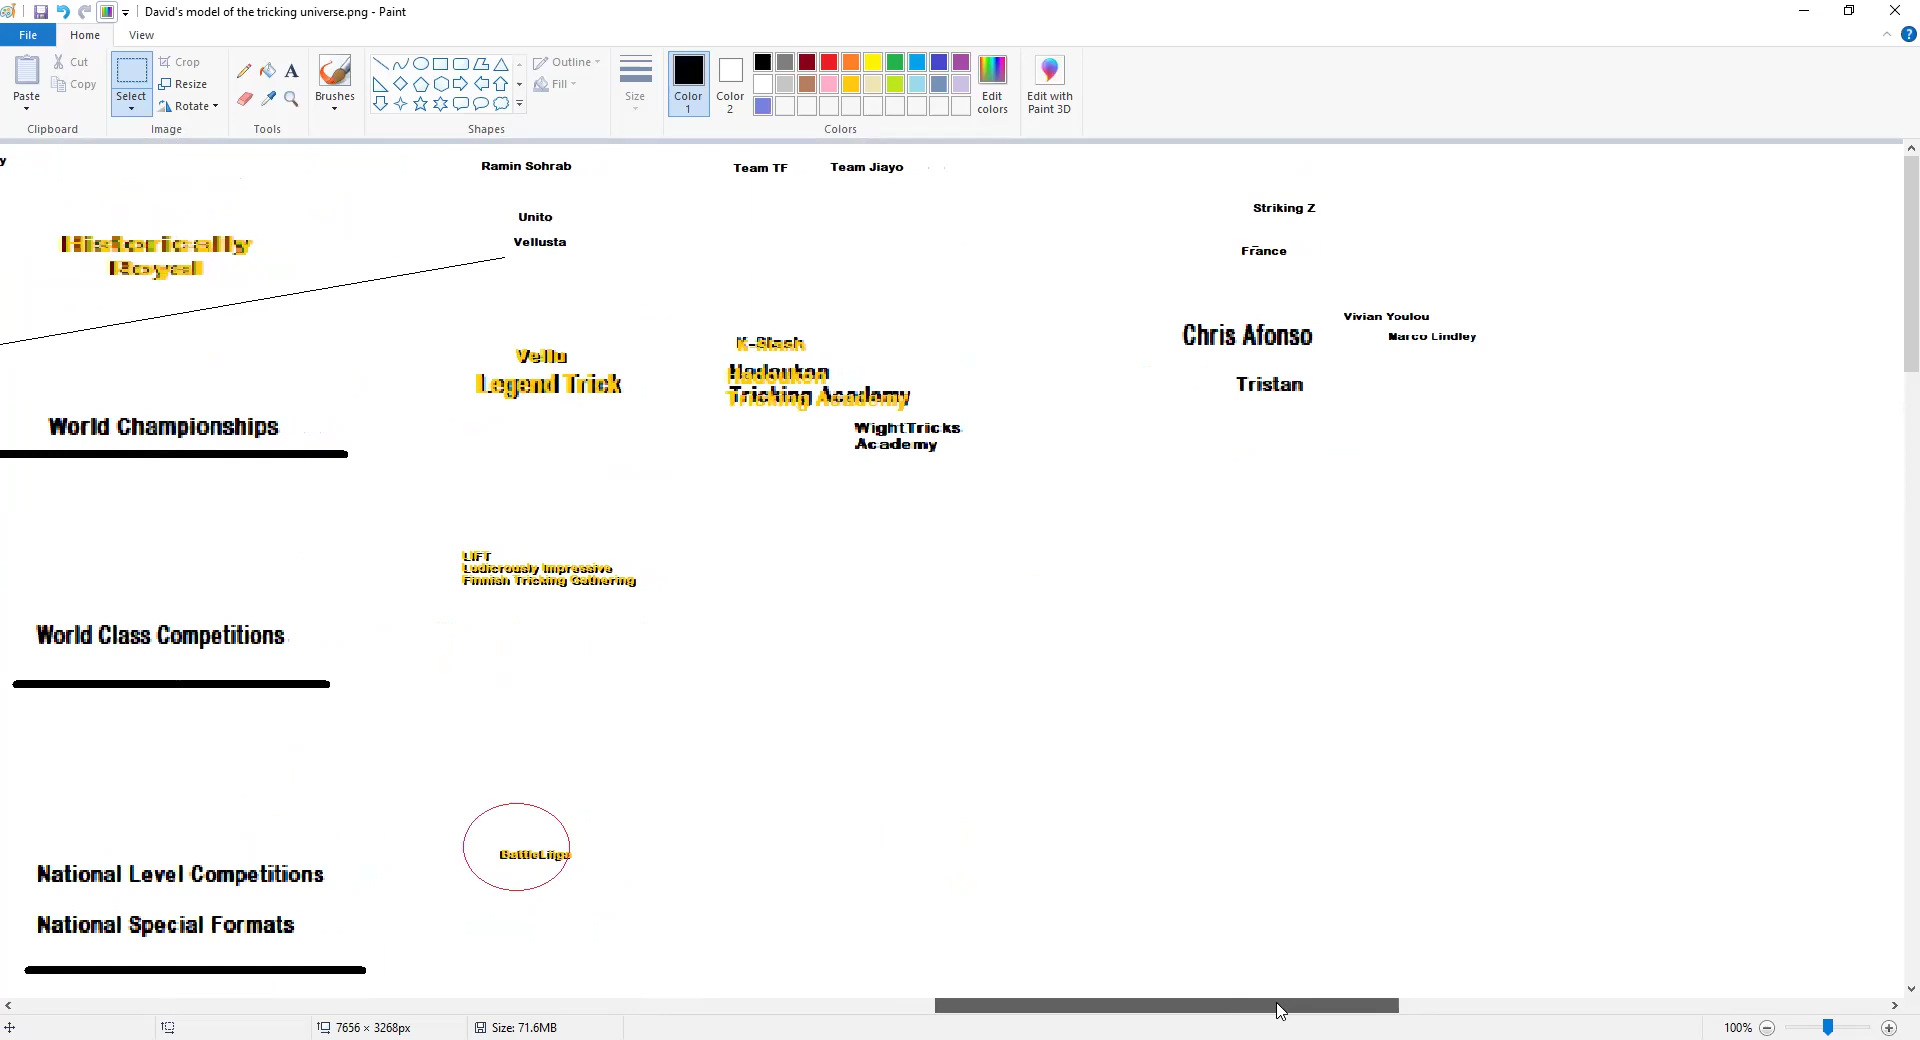 David's model of the tricking universe.png - Paint
File
Home
View
Paste
Cut
Copy
Clipboard
Select
Crop
Resize
Rotate
Image
A
Tools
Brushes
Shapes
Outline
Fill
Size
Color
1
Color
2
Colors
Edit
colors
Edit with
Paint 3D
y
Ramin Sohrab
Team TF
Team Jiayo
Striking Z
Unito
Vellusta
France
Historically
Royal
Vivian Youlou
Marco Lindley
Chris Afonso
Tristan
Vellu
Legend Trick
K-Slash
Hadouken
Tricking Academy
WightTricks
Academy
World Championships
LIFT
Ludicrously Impressive
Finnish Tricking Gathering
World Class Competitions
BattleLiiga
National Level Competitions
National Special Formats
7656 × 3268px
Size: 71.6MB
100%